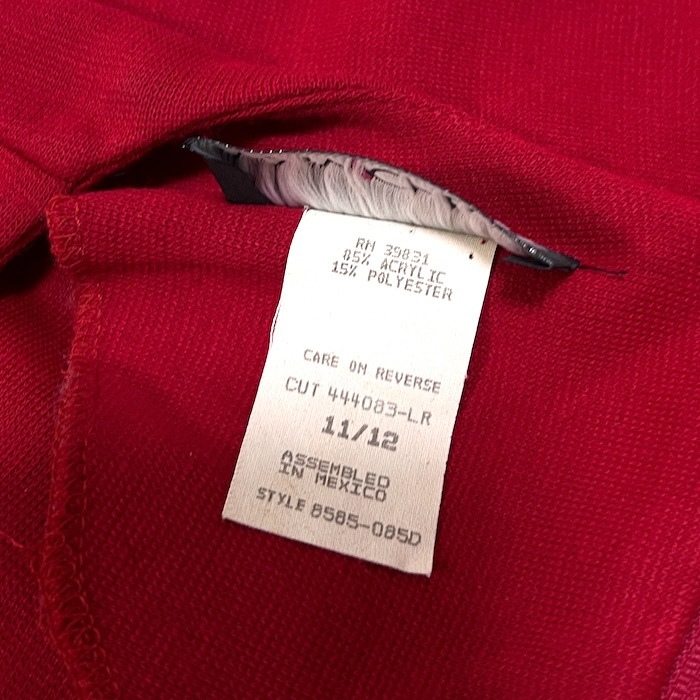 RN 39831
85% ACRYLIC
15% POLYESTER
CARE ON REVERSE
CUT 444083-LR
11/12
ASSEMBLED
IN MEXICO
STYLE 8585-085D